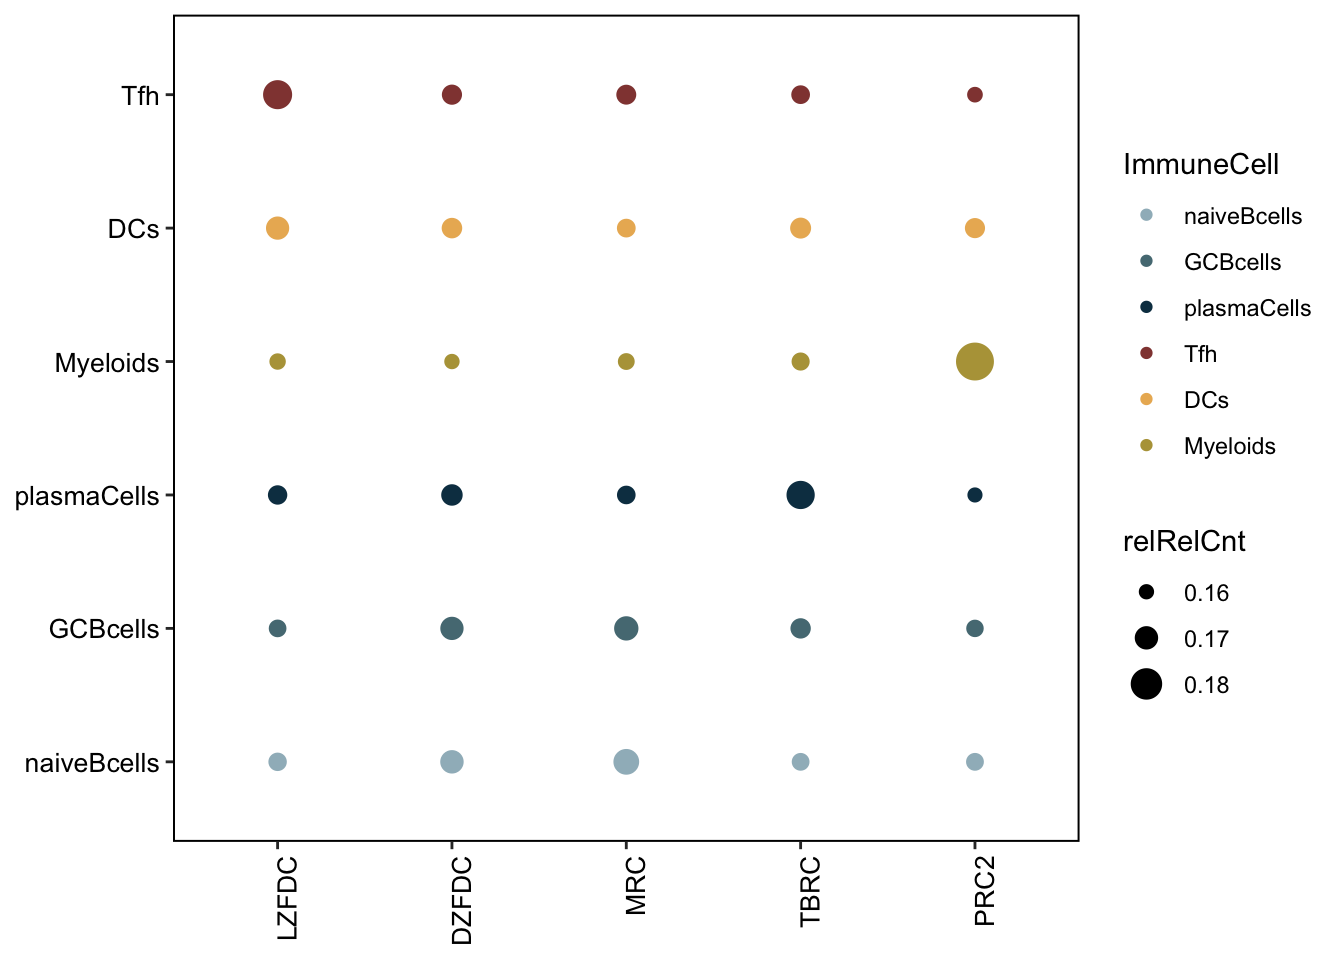 Tfh
DCs
Myeloids
plasmaCells
GCBcells
naiveBcells
LZFDC
DZFDC
MRC
TBRC
PRC2
ImmuneCell
naiveBcells
GCBcells
plasmaCells
Tfh
DCs
Myeloids
relRelCnt
0.16
0.17
0.18